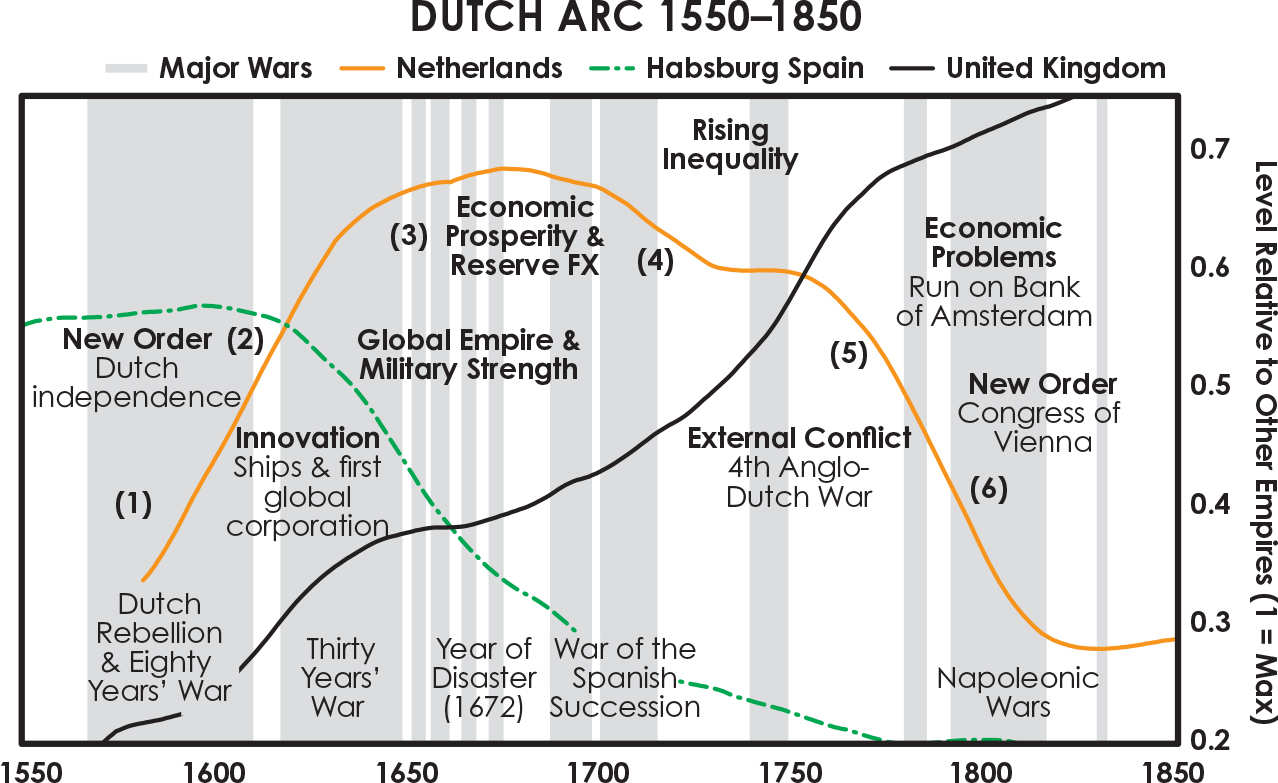 DUTCH ARC 1550–1850
Major Wars
Netherlands
Habsburg Spain
United Kingdom
Rising
Inequality
Economic
(3) Prosperity &
Reserve FX
(4)
Economic
Problems
Run on Bank
of Amsterdam
New Order (2)
Dutch
independence
Global Empire &
Military Strength
(5)
New Order
Congress of
Vienna
Innovation
Ships & first
global
corporation
External Conflict
4th Anglo-
Dutch War
(1)
(6)
Dutch
Rebellion
& Eighty
Years’ War
Thirty
Years’
War
Year of
Disaster
(1672)
War of the
Spanish
Succession
Napoleonic
Wars
0.7
0.6
0.5
0.4
0.3
0.2
Level Relative to Other Empires (1 = Max)
1550
1600
1650
1700
1750
1800
1850